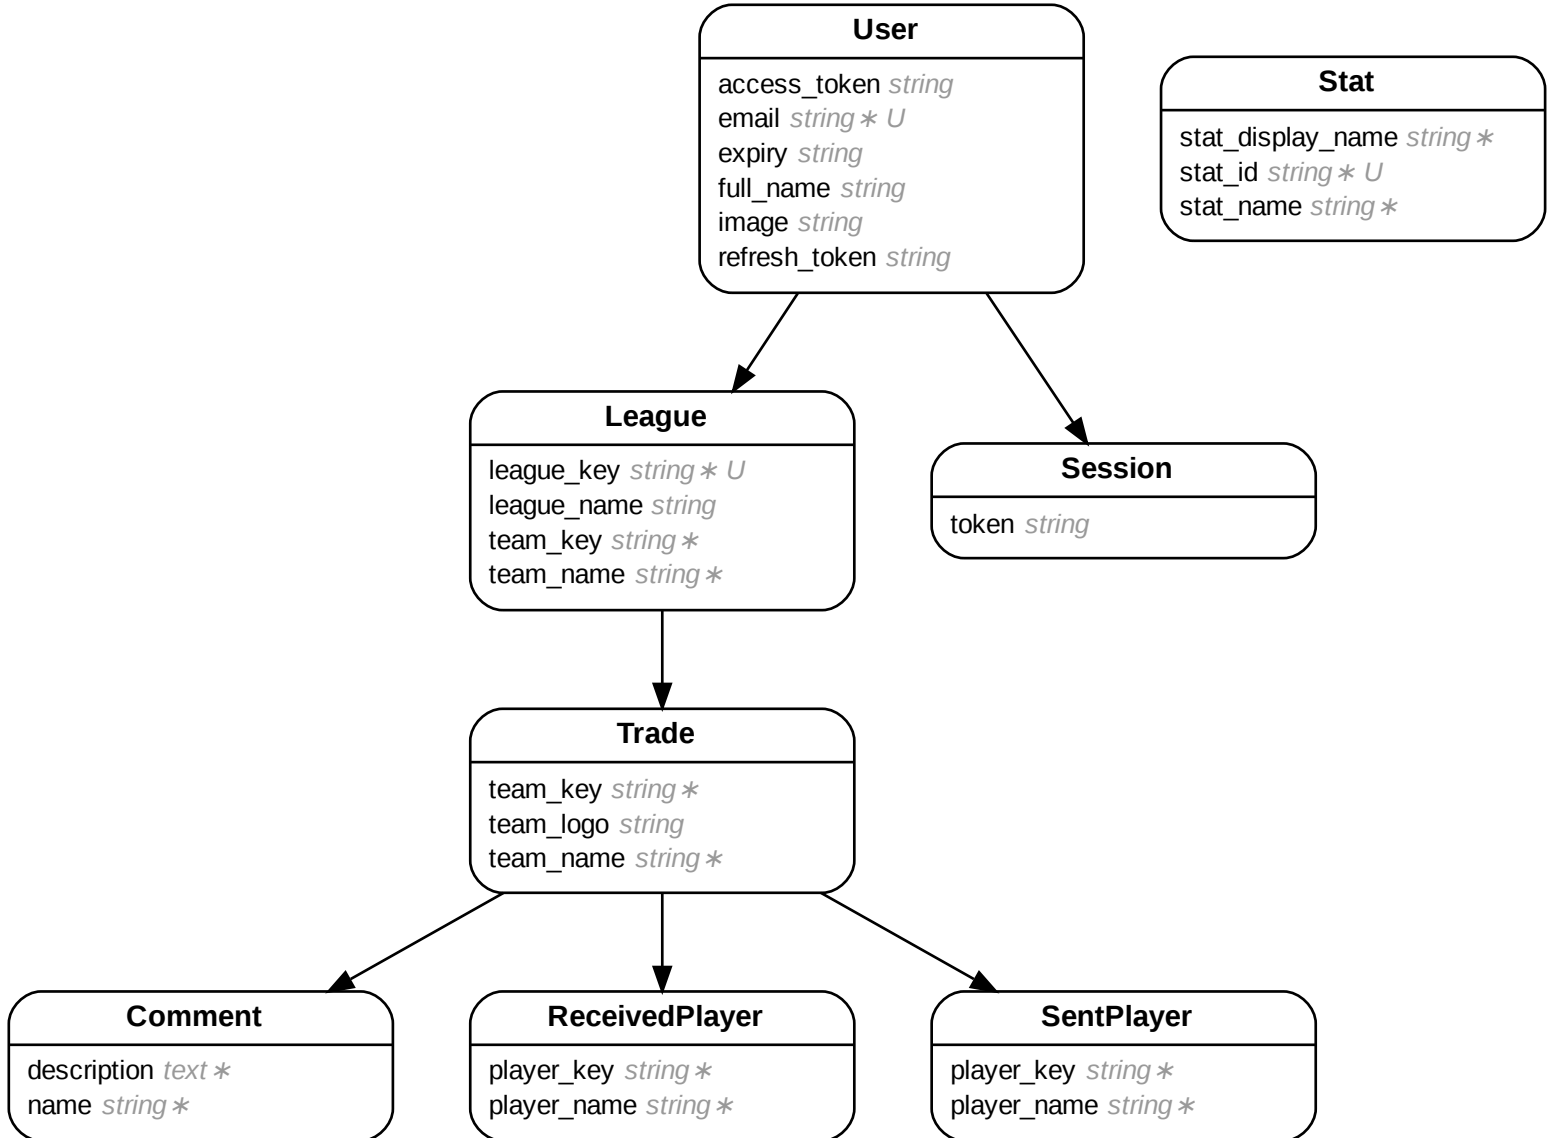 User
access_token string
email string∗ U
expiry string
full_name string
image string
refresh_token string
Stat
stat_display_name string∗
stat_id string∗ U
stat_name string∗
League
league_key string∗ U
league_name string
team_key string∗
team_name string∗
Session
token string
Trade
team_key string∗
team_logo string
team_name string∗
Comment
description text∗
name string∗
ReceivedPlayer
player_key string∗
player_name string∗
SentPlayer
player_key string∗
player_name string∗